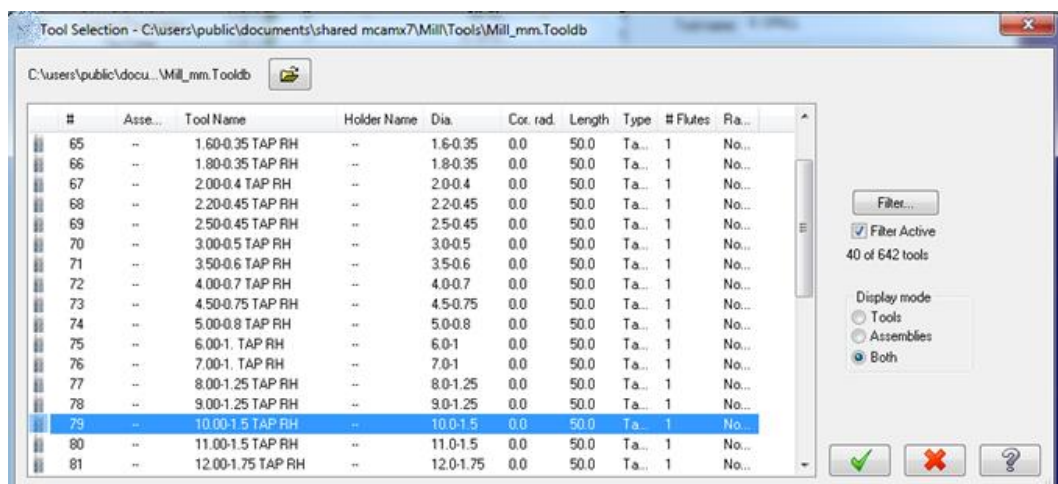 Tool Selection - C:\users\public\documents\shared mcamx7\Mill\Tools\Mill_mm.Tooldb
C:\users\public\docu...\Mill_mm.Tooldb
# Asse... Tool Name Holder Name Dia. Cor. rad. Length Type # Flutes Ra...
65 -- 1.60-0.35 TAP RH -- 1.6-0.35 0.0 50.0 Ta... 1 No...
66 -- 1.80-0.35 TAP RH -- 1.8-0.35 0.0 50.0 Ta... 1 No...
67 -- 2.00-0.4 TAP RH -- 2.0-0.4 0.0 50.0 Ta... 1 No...
68 -- 2.20-0.45 TAP RH -- 2.2-0.45 0.0 50.0 Ta... 1 No...
69 -- 2.50-0.45 TAP RH -- 2.5-0.45 0.0 50.0 Ta... 1 No...
70 -- 3.00-0.5 TAP RH -- 3.0-0.5 0.0 50.0 Ta... 1 No...
71 -- 3.50-0.6 TAP RH -- 3.5-0.6 0.0 50.0 Ta... 1 No...
72 -- 4.00-0.7 TAP RH -- 4.0-0.7 0.0 50.0 Ta... 1 No...
73 -- 4.50-0.75 TAP RH -- 4.5-0.75 0.0 50.0 Ta... 1 No...
74 -- 5.00-0.8 TAP RH -- 5.0-0.8 0.0 50.0 Ta... 1 No...
75 -- 6.00-1. TAP RH -- 6.0-1 0.0 50.0 Ta... 1 No...
76 -- 7.00-1. TAP RH -- 7.0-1 0.0 50.0 Ta... 1 No...
77 -- 8.00-1.25 TAP RH -- 8.0-1.25 0.0 50.0 Ta... 1 No...
78 -- 9.00-1.25 TAP RH -- 9.0-1.25 0.0 50.0 Ta... 1 No...
79 -- 10.00-1.5 TAP RH -- 10.0-1.5 0.0 50.0 Ta... 1 No...
80 -- 11.00-1.5 TAP RH -- 11.0-1.5 0.0 50.0 Ta... 1 No...
81 -- 12.00-1.75 TAP RH -- 12.0-1.75 0.0 50.0 Ta... 1 No...
Filter...
Filter Active
40 of 642 tools
Display mode
Tools
Assemblies
Both